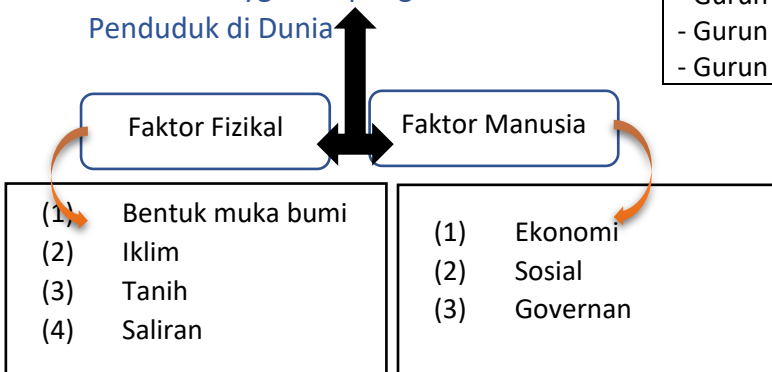 Penduduk di Dunia
- Gurun
- Gurun
Faktor Fizikal
Faktor Manusia
(1) Bentuk muka bumi
(2) Iklim
(3) Tanih
(4) Saliran
(1) Ekonomi
(2) Sosial
(3) Governan